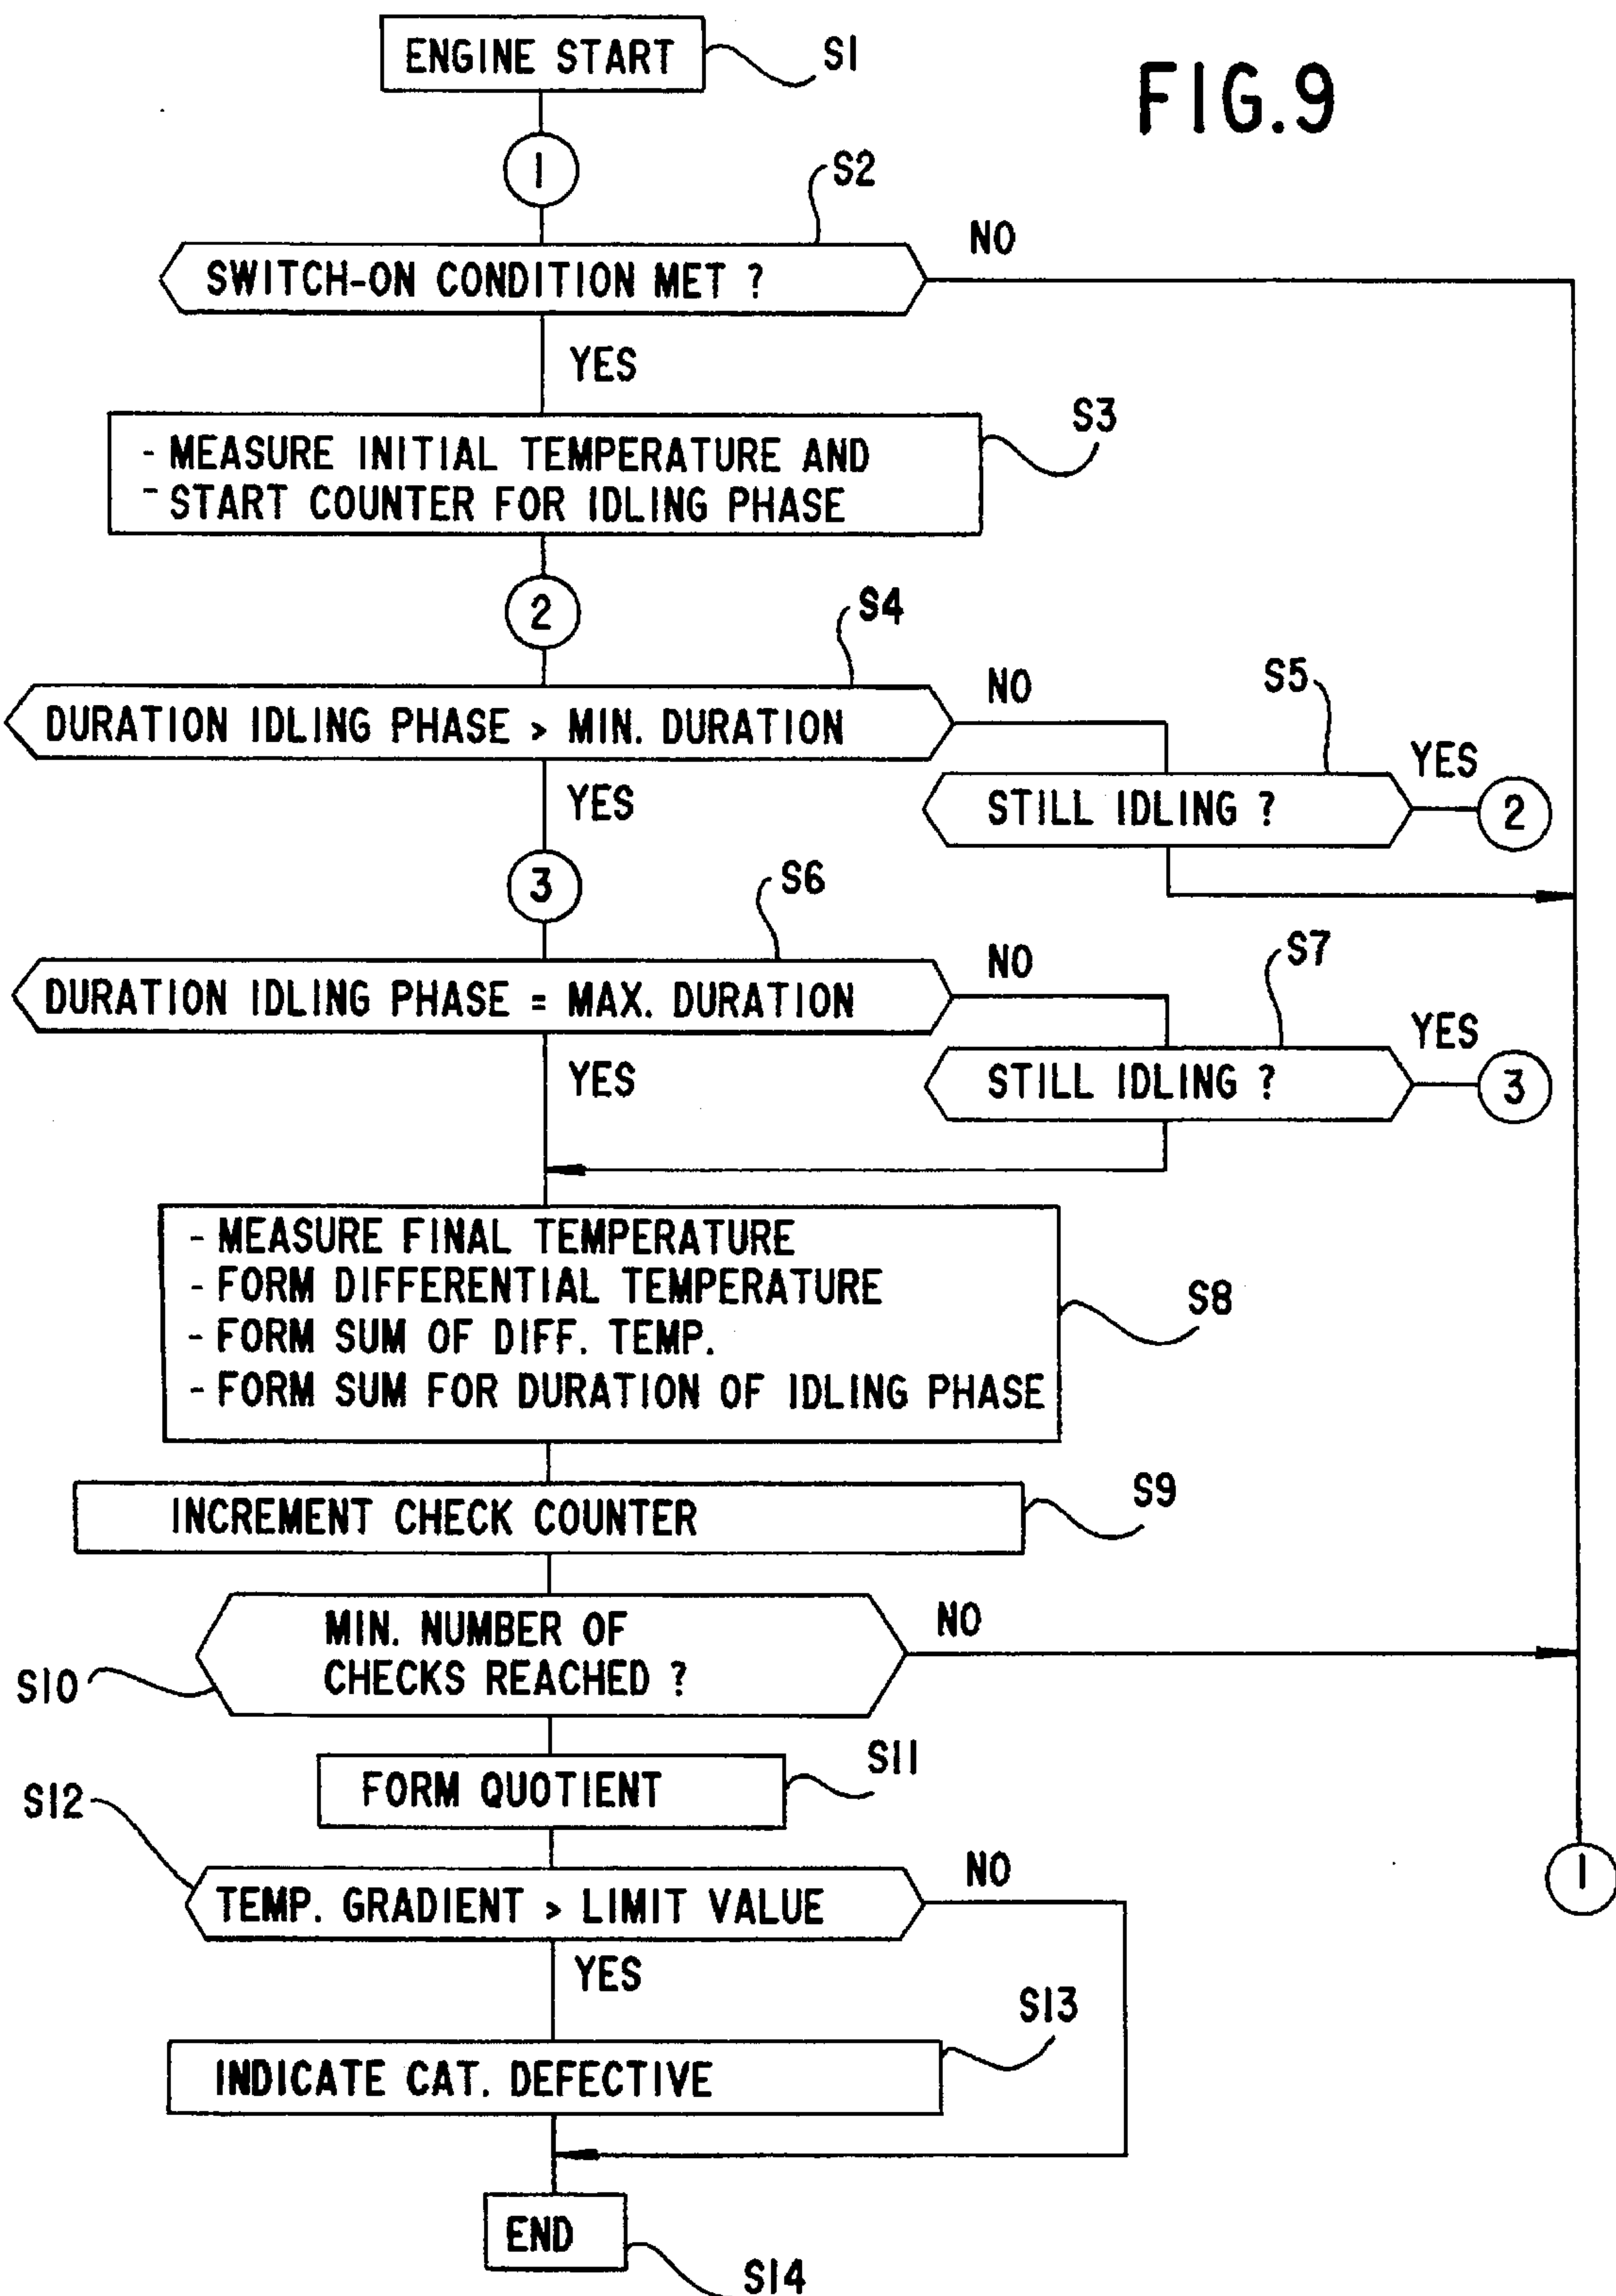 ENGINE START
S1
FIG.9
1
S2
SWITCH-ON CONDITION MET ?
NO
YES
S3
- MEASURE INITIAL TEMPERATURE AND
- START COUNTER FOR IDLING PHASE
2
S4
DURATION IDLING PHASE > MIN. DURATION
NO
S5
YES
STILL IDLING ?
YES
2
3
S6
DURATION IDLING PHASE = MAX. DURATION
NO
S7
YES
STILL IDLING ?
YES
3
- MEASURE FINAL TEMPERATURE
- FORM DIFFERENTIAL TEMPERATURE
- FORM SUM OF DIFF. TEMP.
- FORM SUM FOR DURATION OF IDLING PHASE
S8
INCREMENT CHECK COUNTER
S9
MIN. NUMBER OF
CHECKS REACHED ?
NO
S10
FORM QUOTIENT
S11
S12
TEMP. GRADIENT > LIMIT VALUE
NO
1
YES
S13
INDICATE CAT. DEFECTIVE
END
S14